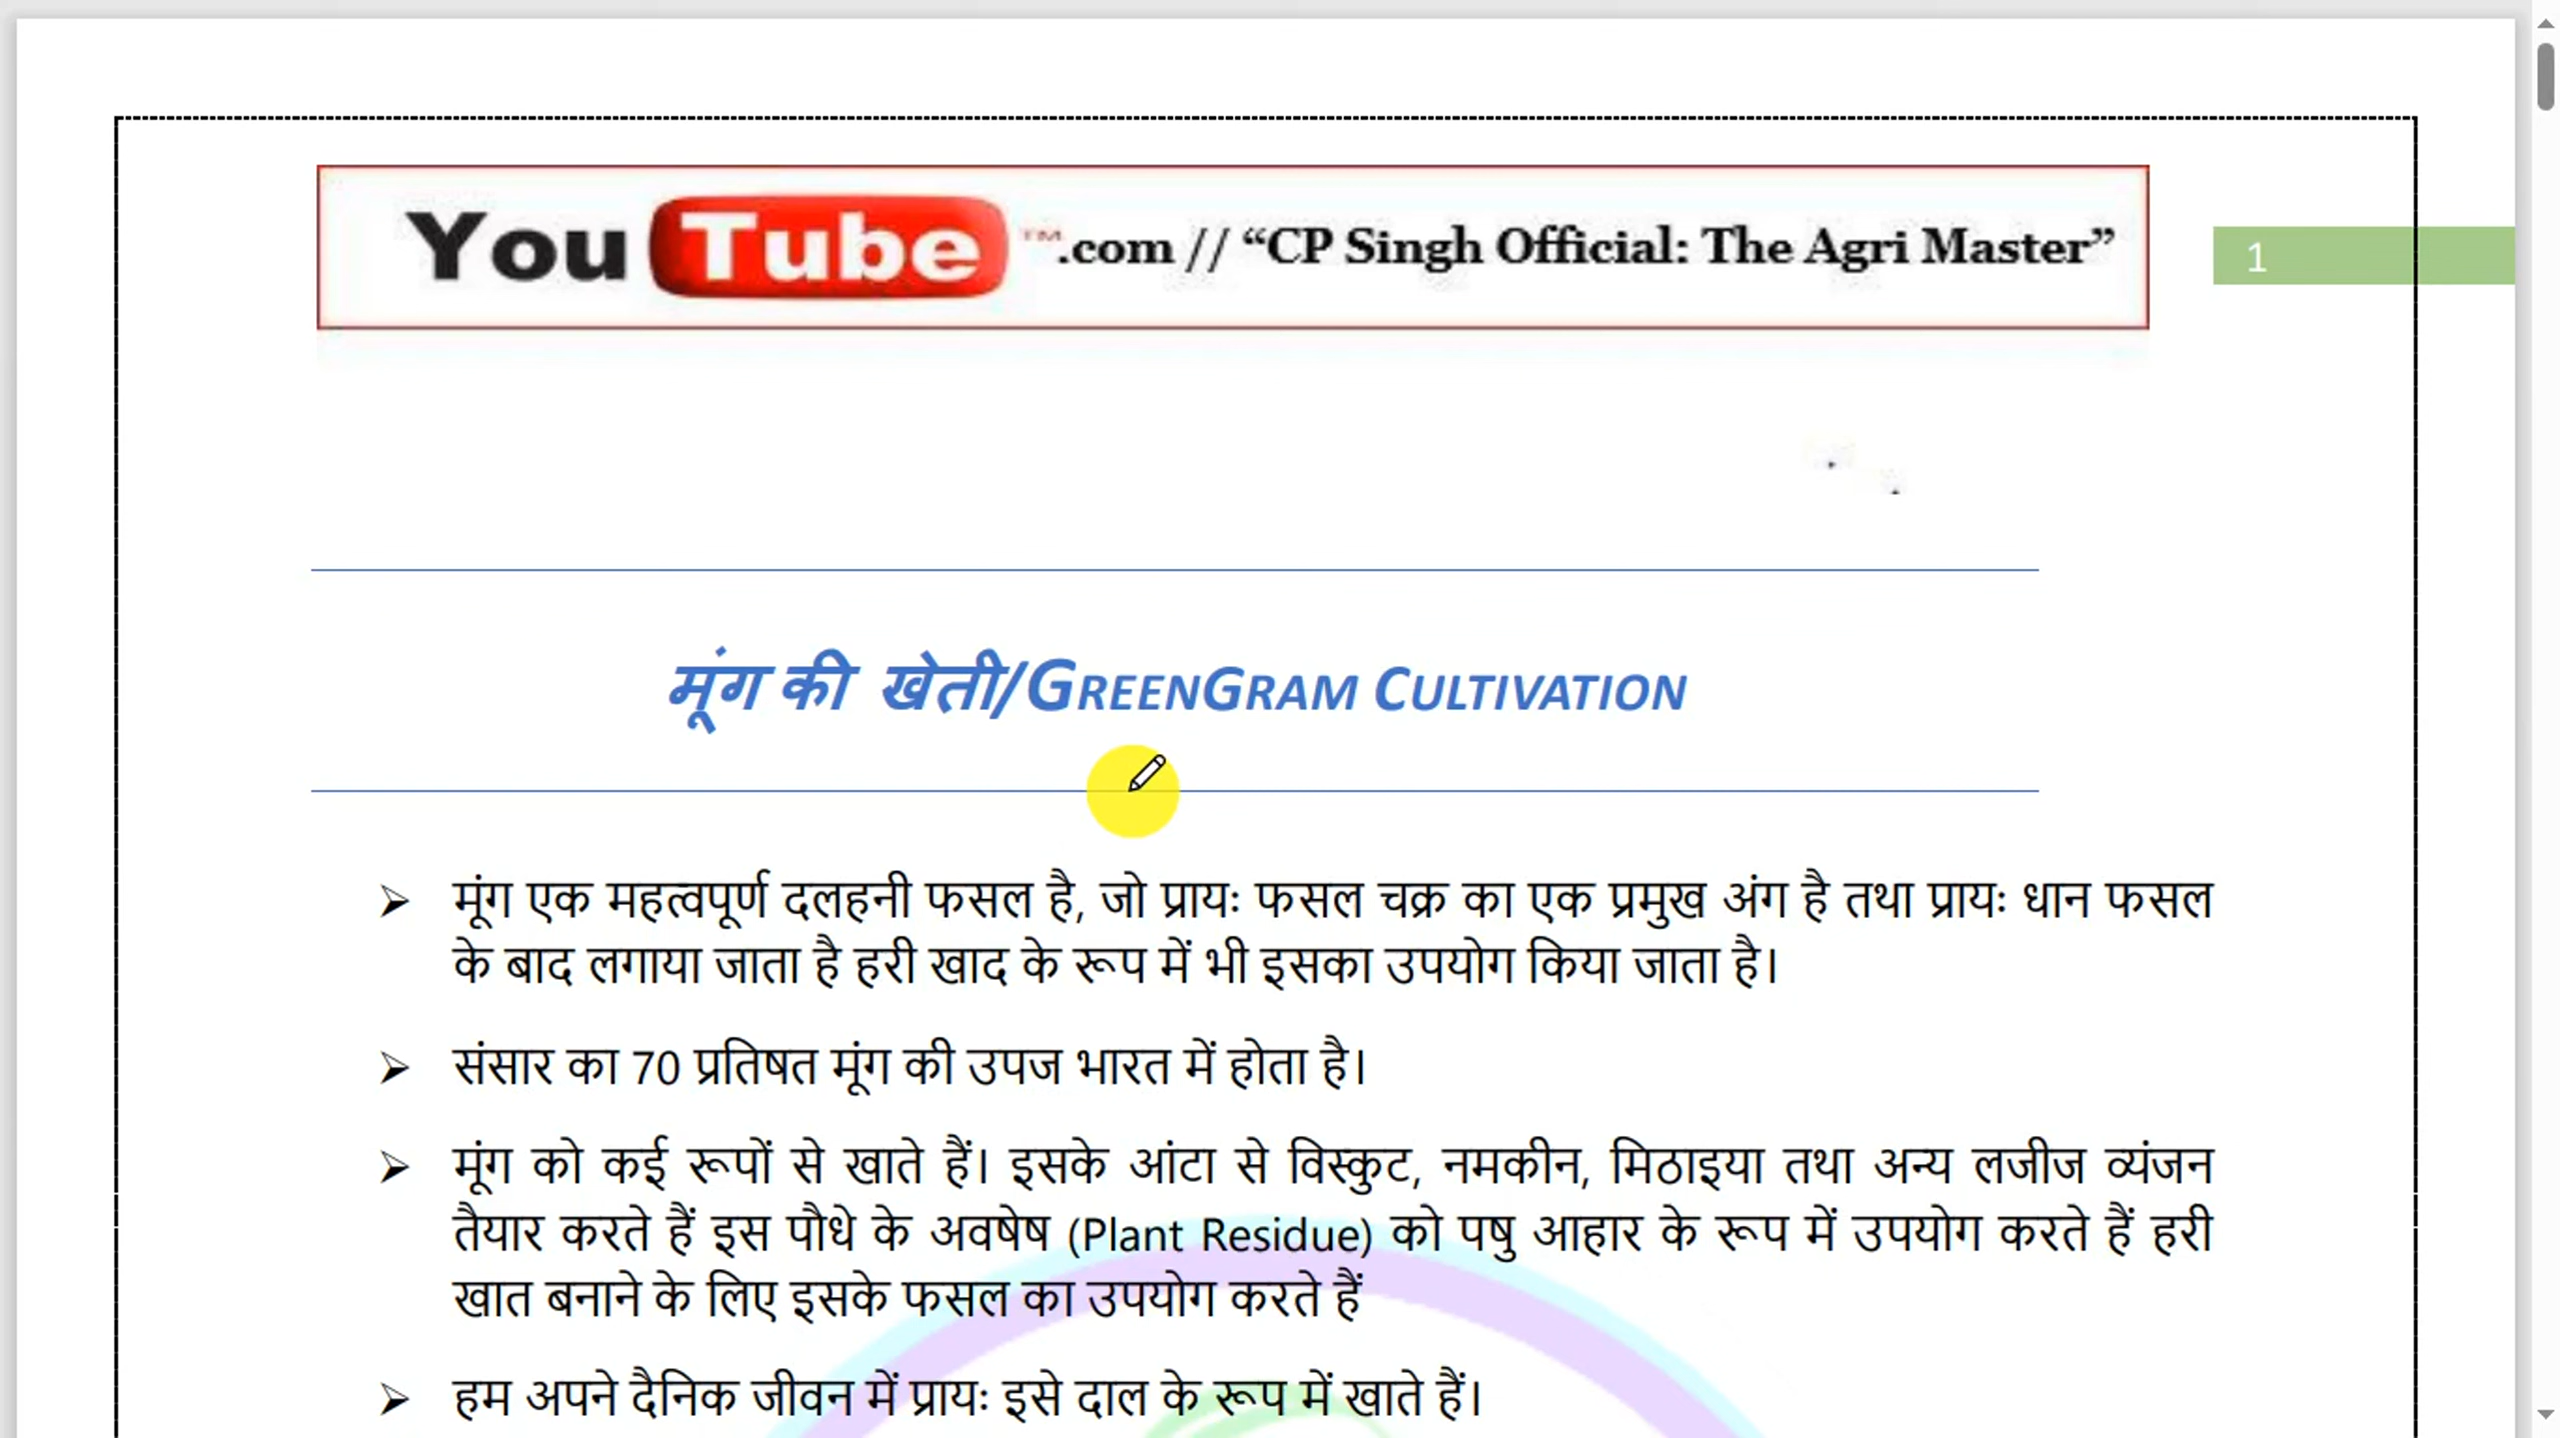 YouTube™.com // “CP Singh Official: The Agri Master”
1
मूंग की खेती/GREENGRAM CULTIVATION
➢ मूंग एक महत्वपूर्ण दलहनी फसल है, जो प्रायः फसल चक्र का एक प्रमुख अंग है तथा प्रायः धान फसल
के बाद लगाया जाता है हरी खाद के रूप में भी इसका उपयोग किया जाता है।
➢ संसार का 70 प्रतिषत मूंग की उपज भारत में होता है।
➢ मूंग को कई रूपों से खाते हैं। इसके आंटा से विस्कुट, नमकीन, मिठाइया तथा अन्य लजीज व्यंजन
तैयार करते हैं इस पौधे के अवषेष (Plant Residue) को पषु आहार के रूप में उपयोग करते हैं हरी
खात बनाने के लिए इसके फसल का उपयोग करते हैं
➢ हम अपने दैनिक जीवन में प्रायः इसे दाल के रूप में खाते हैं।